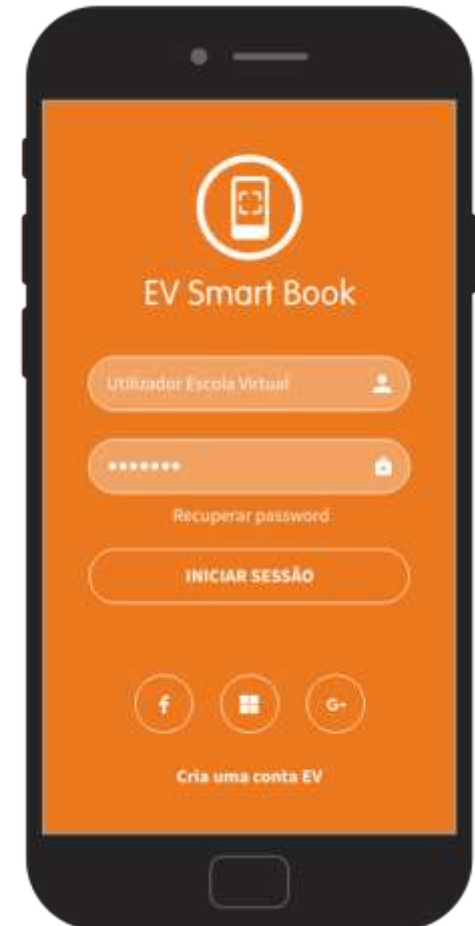 EV Smart Book
Utilizador Escola Virtual
•••••••
Recuperar password
INICIAR SESSÃO
f
G+
Cria uma conta EV